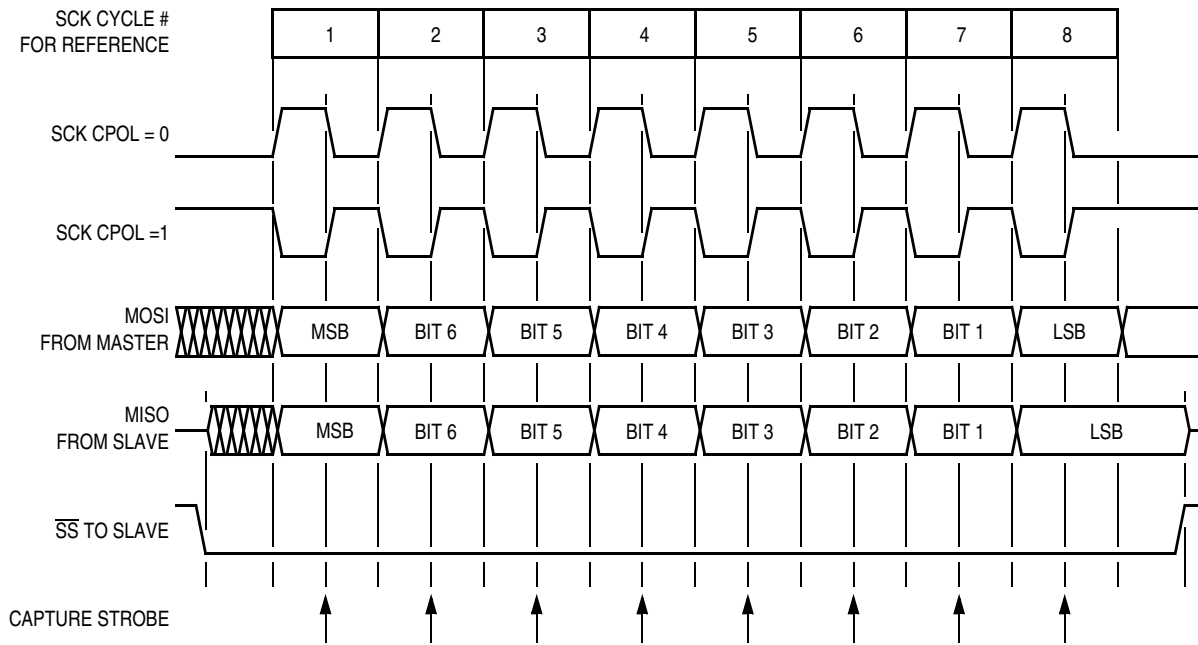 SCK CYCLE #
FOR REFERENCE
1 2 3 4 5 6 7 8
SCK CPOL = 0
SCK CPOL =1
MOSI
FROM MASTER
MSB BIT 6 BIT 5 BIT 4 BIT 3 BIT 2 BIT 1 LSB
MISO
FROM SLAVE
MSB BIT 6 BIT 5 BIT 4 BIT 3 BIT 2 BIT 1 LSB
S̅S̅ TO SLAVE
CAPTURE STROBE